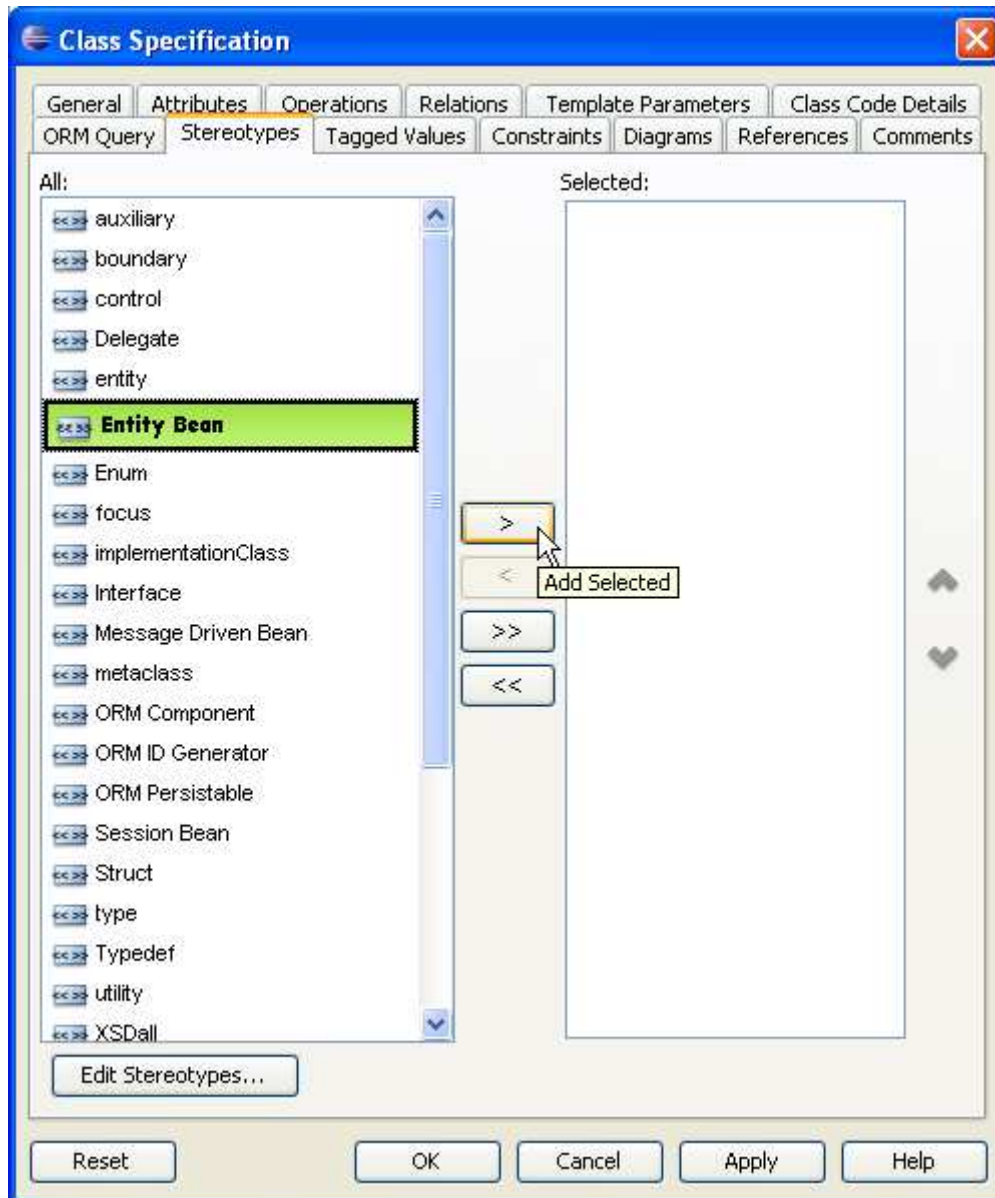 Class Specification
General Attributes Operations Relations Template Parameters Class Code Details
ORM Query Stereotypes Tagged Values Constraints Diagrams References Comments
All: Selected:
<<>> auxiliary
<<>> boundary
<<>> control
<<>> Delegate
<<>> entity
<<>> Entity Bean
<<>> Enum
<<>> focus
>
<<>> implementationClass
<
Add Selected
<<>> Interface
<<>> Message Driven Bean
>>
<<>> metaclass
<<
<<>> ORM Component
<<>> ORM ID Generator
<<>> ORM Persistable
<<>> Session Bean
<<>> Struct
<<>> type
<<>> Typedef
<<>> utility
<<>> XSDall
Edit Stereotypes...
Reset OK Cancel Apply Help